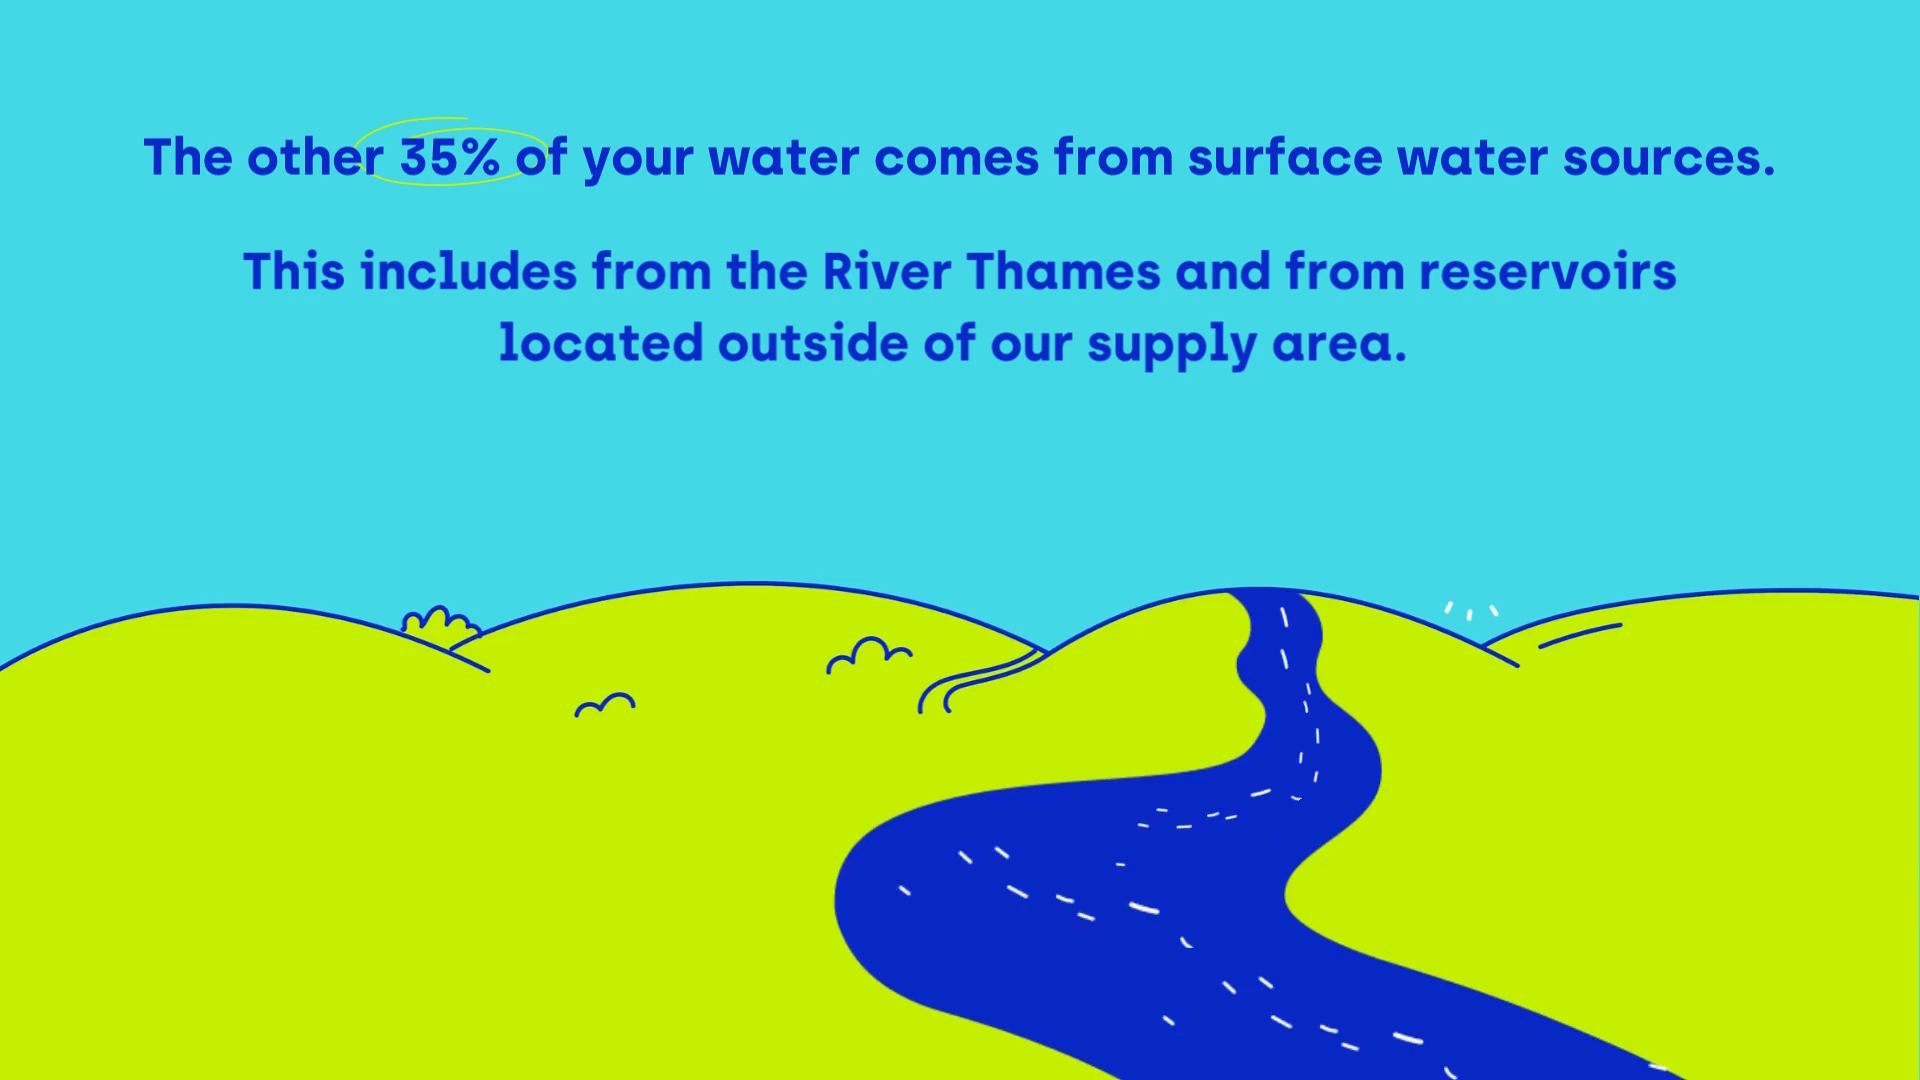 The other 35% of your water comes from surface water sources.
This includes from the River Thames and from reservoirs
located outside of our supply area.